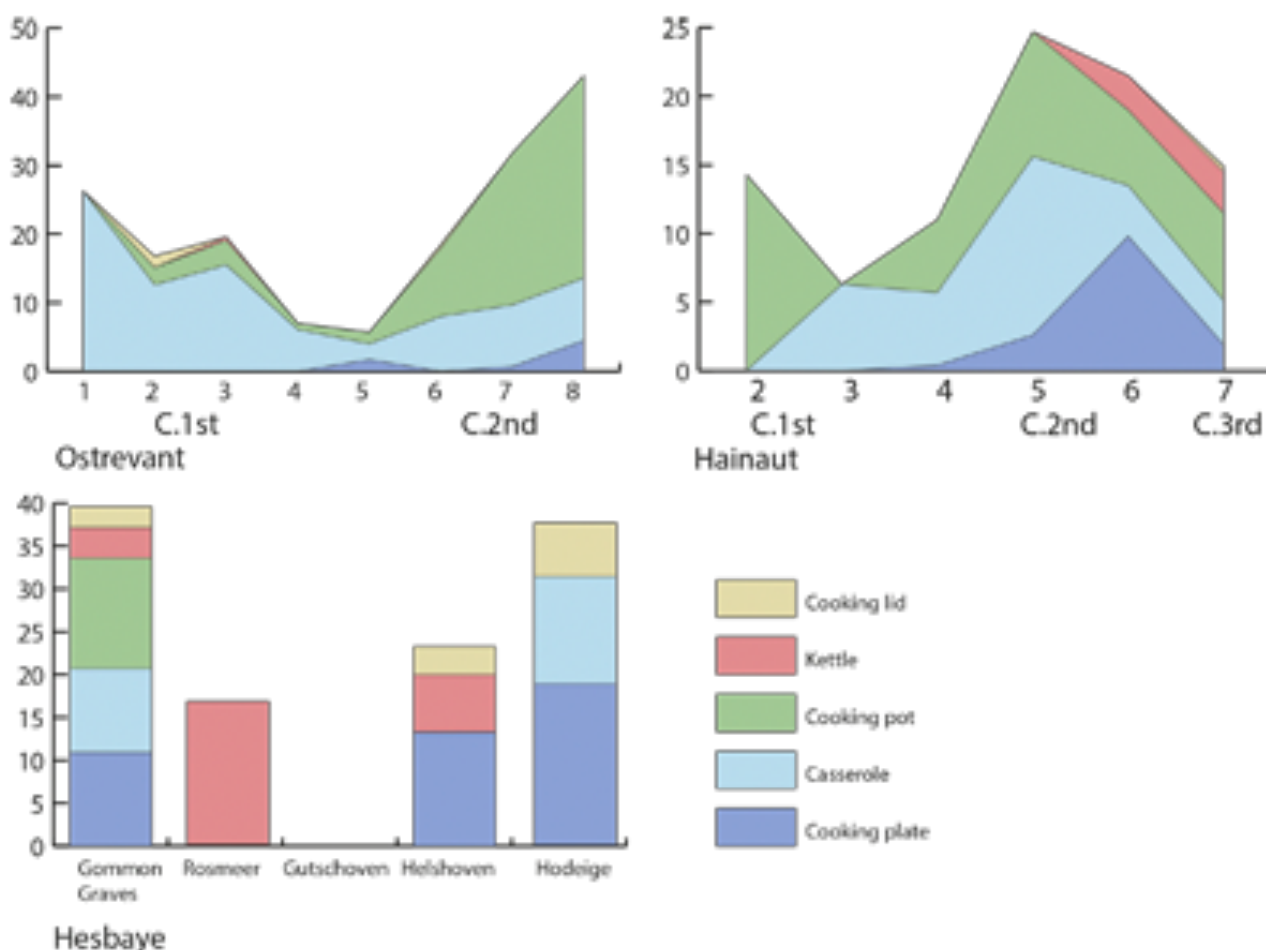 50
40
30
20
10
0
1 2 3 4 5 6 7 8
C.1st C.2nd
Ostrevant
25
20
15
10
5
0
2 3 4 5 6 7
C.1st C.2nd C.3rd
Hainaut
40
35
30
25
20
15
10
5
0
Gommon Rosmeer Gutschoven Helshoven Hodeige
Graves
Hesbaye
Cooking lid
Kettle
Cooking pot
Casserole
Cooking plate